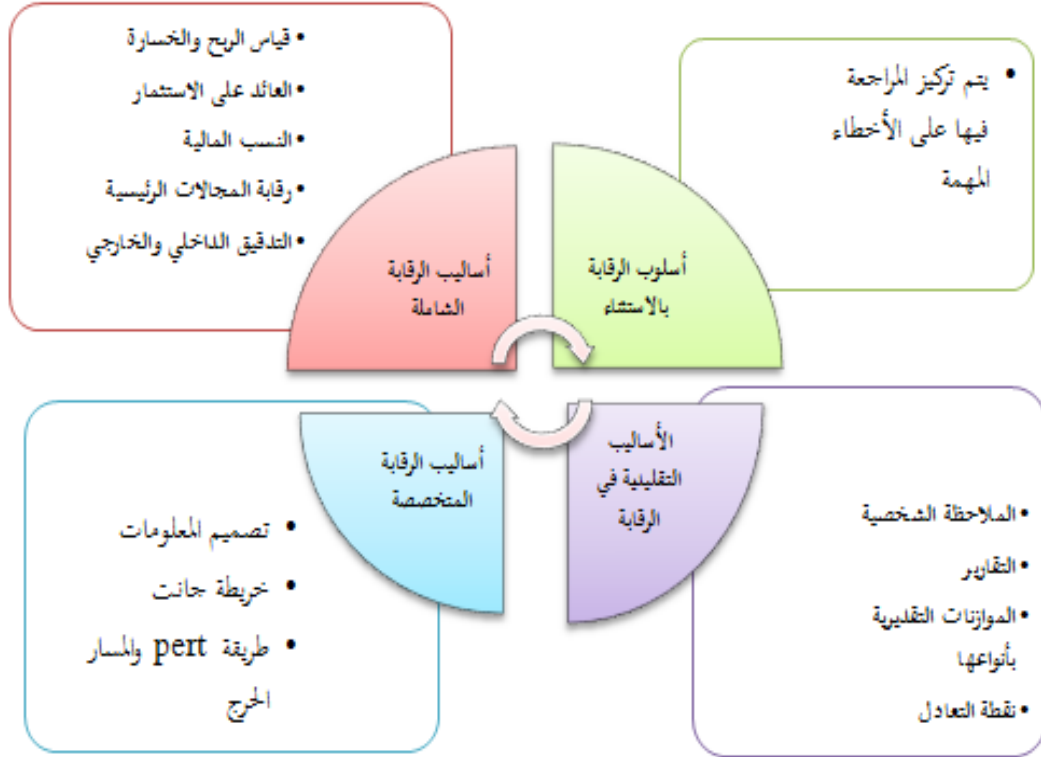 • يتم تركيز المراجعة
فيها على الأخطاء
المهمة
أسلوب الرقابة
بالاستثناء
• قياس الربح والخسارة
• العائد على الاستثمار
• النسب المالية
• رقابة المجالات الرئيسية
• التدقيق الداخلي والخارجي
أساليب الرقابة
الشاملة
الأساليب
التقليدية في
الرقابة
• الملاحظة الشخصية
• التقارير
• الموازنات التقديرية
بأنواعها
• نقطة التعادل
أساليب الرقابة
المتخصصة
• تصميم المعلومات
• خريطة جانت
• طريقة pert والمسار
الحرج